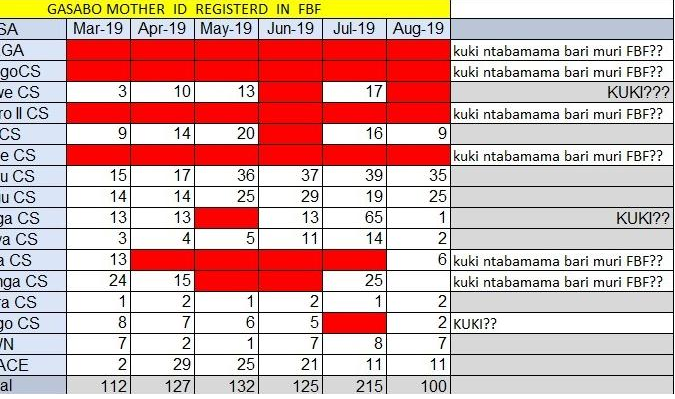 GASABO MOTHER ID REGISTERD IN FBF
SA Mar-19 Apr-19 May-19 Jun-19 Jul-19 Aug-19
GA kuki ntabamama bari muri FBF??
goCS kuki ntabamama bari muri FBF??
we CS 3 10 13 17 KUKI???
ro II CS kuki ntabamama bari muri FBF??
CS 9 14 20 16 9
e CS kuki ntabamama bari muri FBF??
u CS 15 17 36 37 39 35
uu CS 14 14 25 29 19 25
ga CS 13 13 13 65 1 KUKI??
va CS 3 4 5 11 14 2
a CS 13 6 kuki ntabamama bari muri FBF??
nga CS 24 15 25 kuki ntabamama bari muri FBF??
ra CS 1 2 1 2 1 2
go CS 8 7 6 5 2 KUKI??
VN 7 2 1 7 8 7
ACE 2 29 25 21 11 11
al 112 127 132 125 215 100